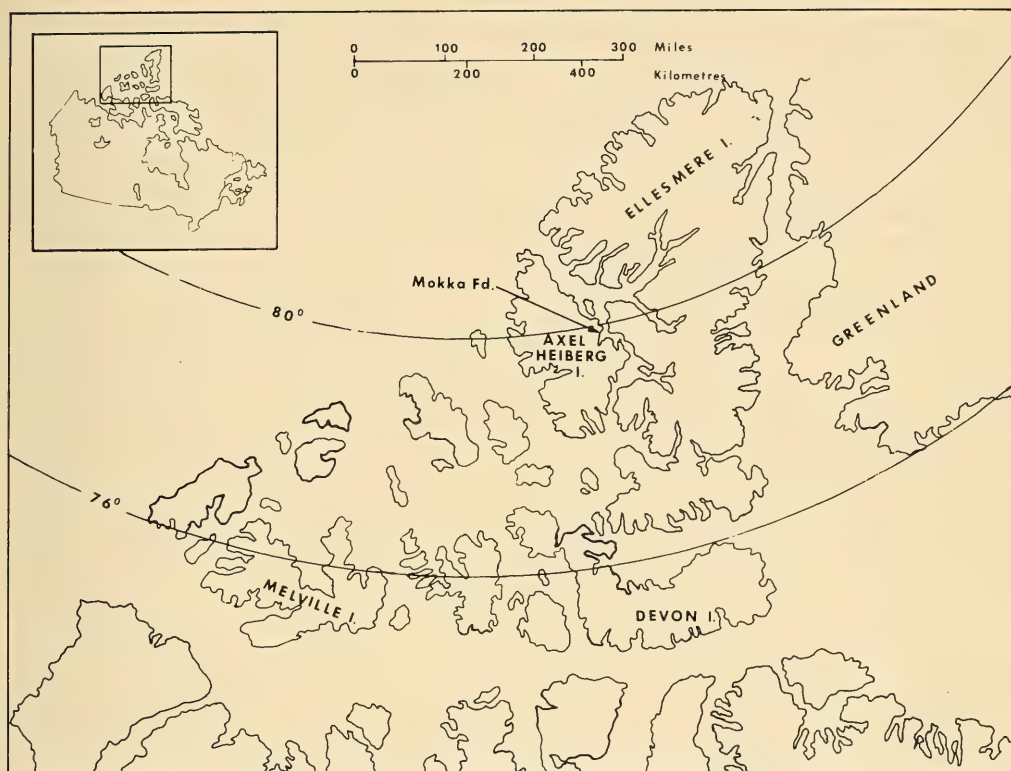 0 100 200 300 Miles
0 200 400 Kilometres
ELLESMERE I.
Mokka Fd.
80°
GREENLAND
AXEL
HEIBERG
I.
76°
MELVILLE I.
DEVON I.